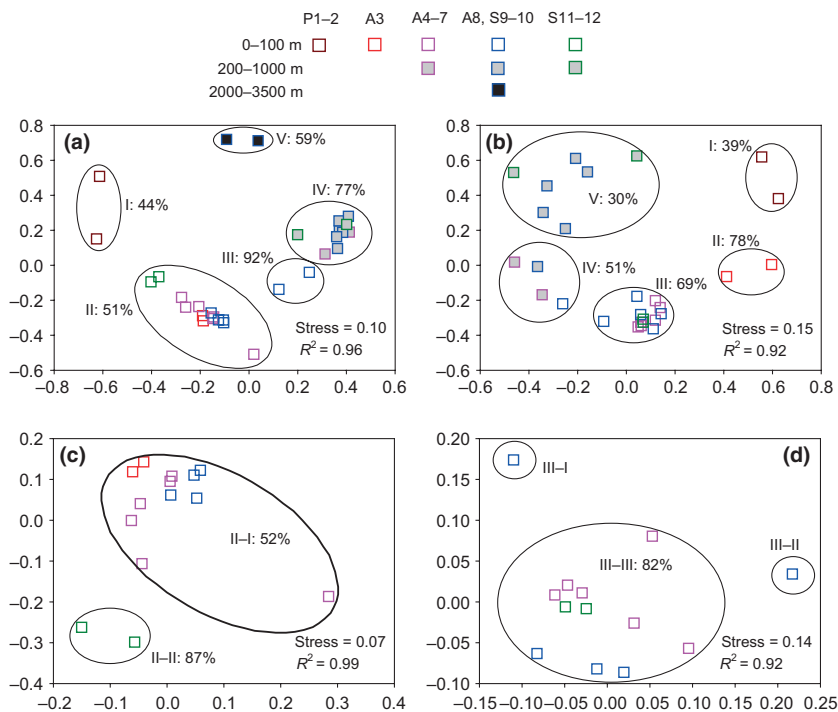 P1–2 A3 A4–7 A8, S9–10 S11–12
0–100 m
200–1000 m
2000–3500 m
(a)
0.8
0.6
0.4
0.2
0.0
–0.2
–0.4
–0.6
–0.8 –0.6 –0.4 –0.2 0.0 0.2 0.4 0.6
V: 59%
I: 44%
IV: 77%
III: 92%
II: 51%
Stress = 0.10
R² = 0.96
(b)
0.8
0.6
0.4
0.2
0.0
–0.2
–0.4
–0.6
–0.6 –0.4 –0.2 0.0 0.2 0.4 0.6 0.8
I: 39%
V: 30%
II: 78%
IV: 51%
III: 69%
Stress = 0.15
R² = 0.92
(c)
0.2
0.1
0.0
–0.1
–0.2
–0.3
–0.4
–0.2 –0.1 0.0 0.1 0.2 0.3 0.4
II–I: 52%
II–II: 87%
Stress = 0.07
R² = 0.99
(d)
0.20
0.15
0.10
0.05
0.00
–0.05
–0.10
–0.15 –0.10 –0.05 0.00 0.05 0.10 0.15 0.20 0.25
III–I
III–II
III–III: 82%
Stress = 0.14
R² = 0.92